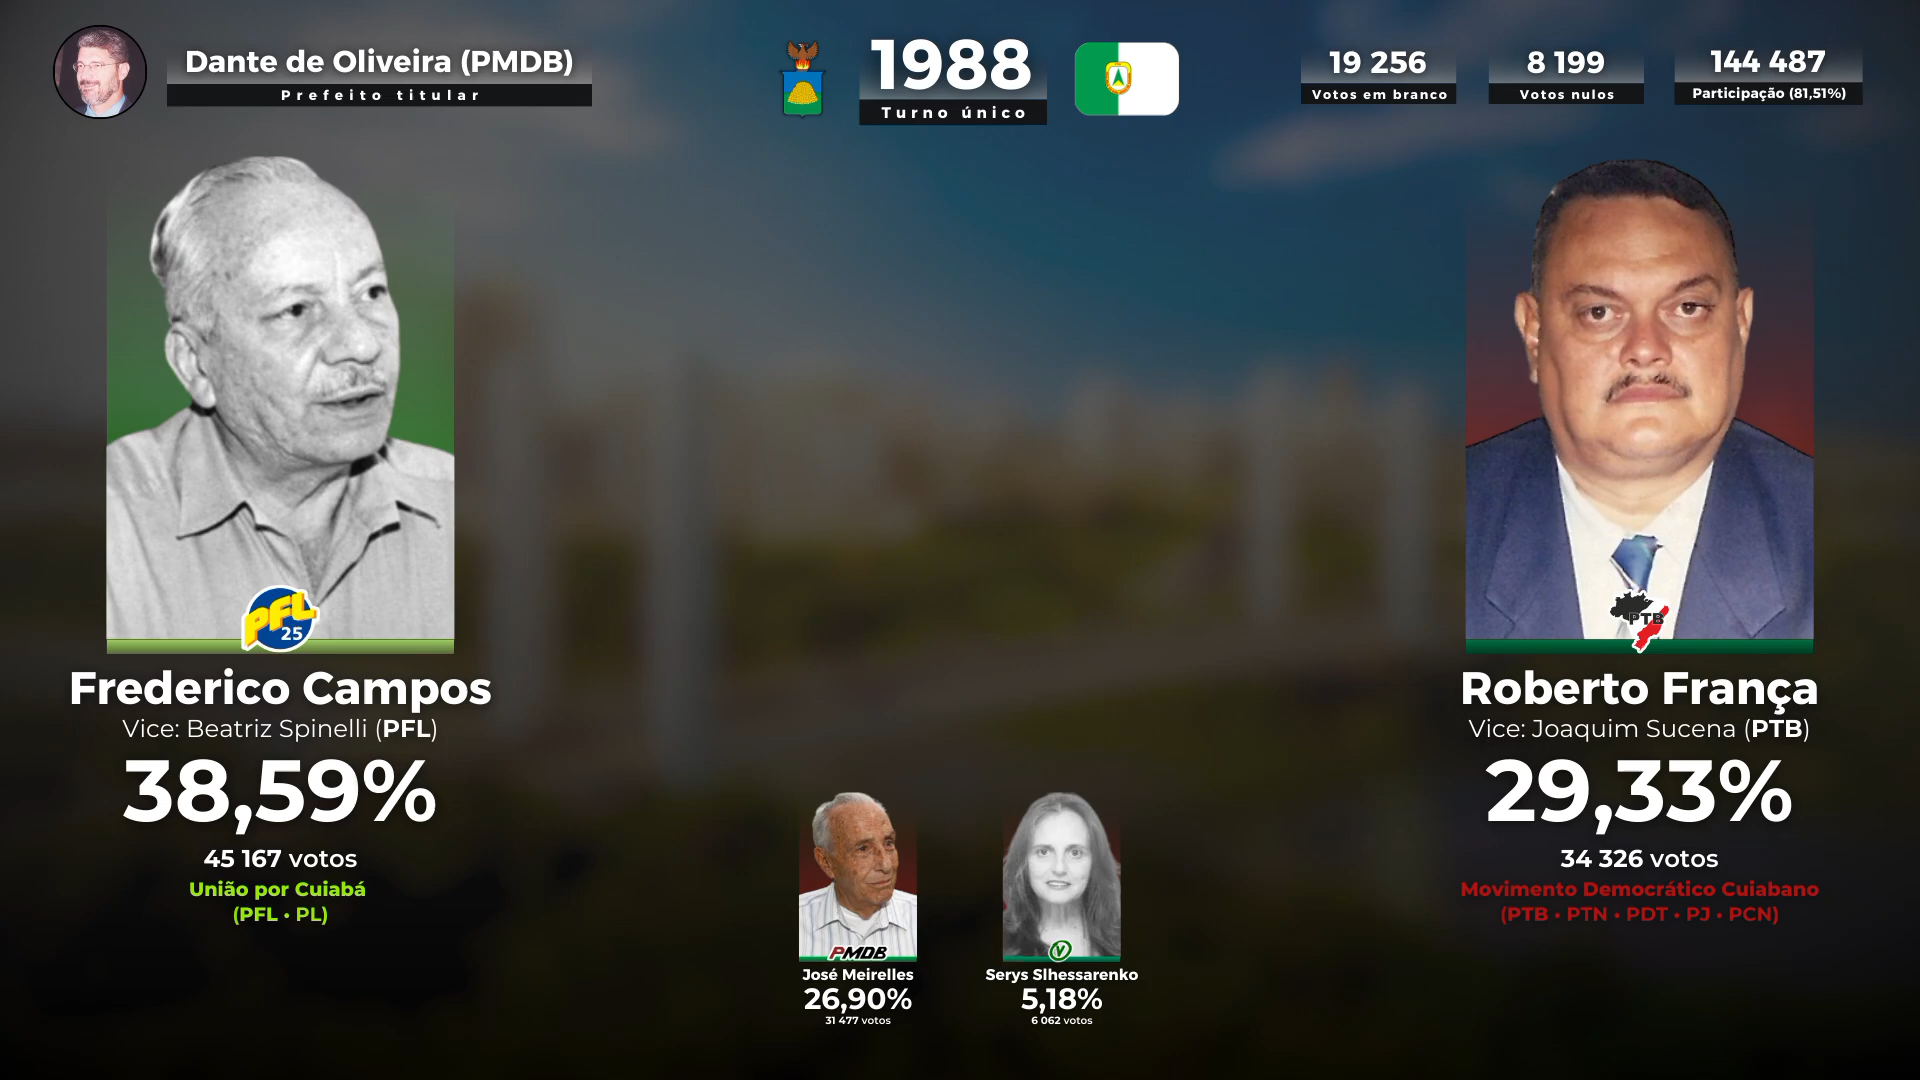 Dante de Oliveira (PMDB)
Prefeito titular
1988
Turno único
19 256
Votos em branco
8 199
Votos nulos
144 487
Participação (81,51%)
PFL
25
Frederico Campos
Vice: Beatriz Spinelli (PFL)
38,59%
45 167 votos
União por Cuiabá
(PFL • PL)
PMDB
José Meirelles
26,90%
31 477 votos
V
Serys Slhessarenko
5,18%
6 062 votos
PTB
Roberto França
Vice: Joaquim Sucena (PTB)
29,33%
34 326 votos
Movimento Democrático Cuiabano
(PTB • PTN • PDT • PJ • PCN)